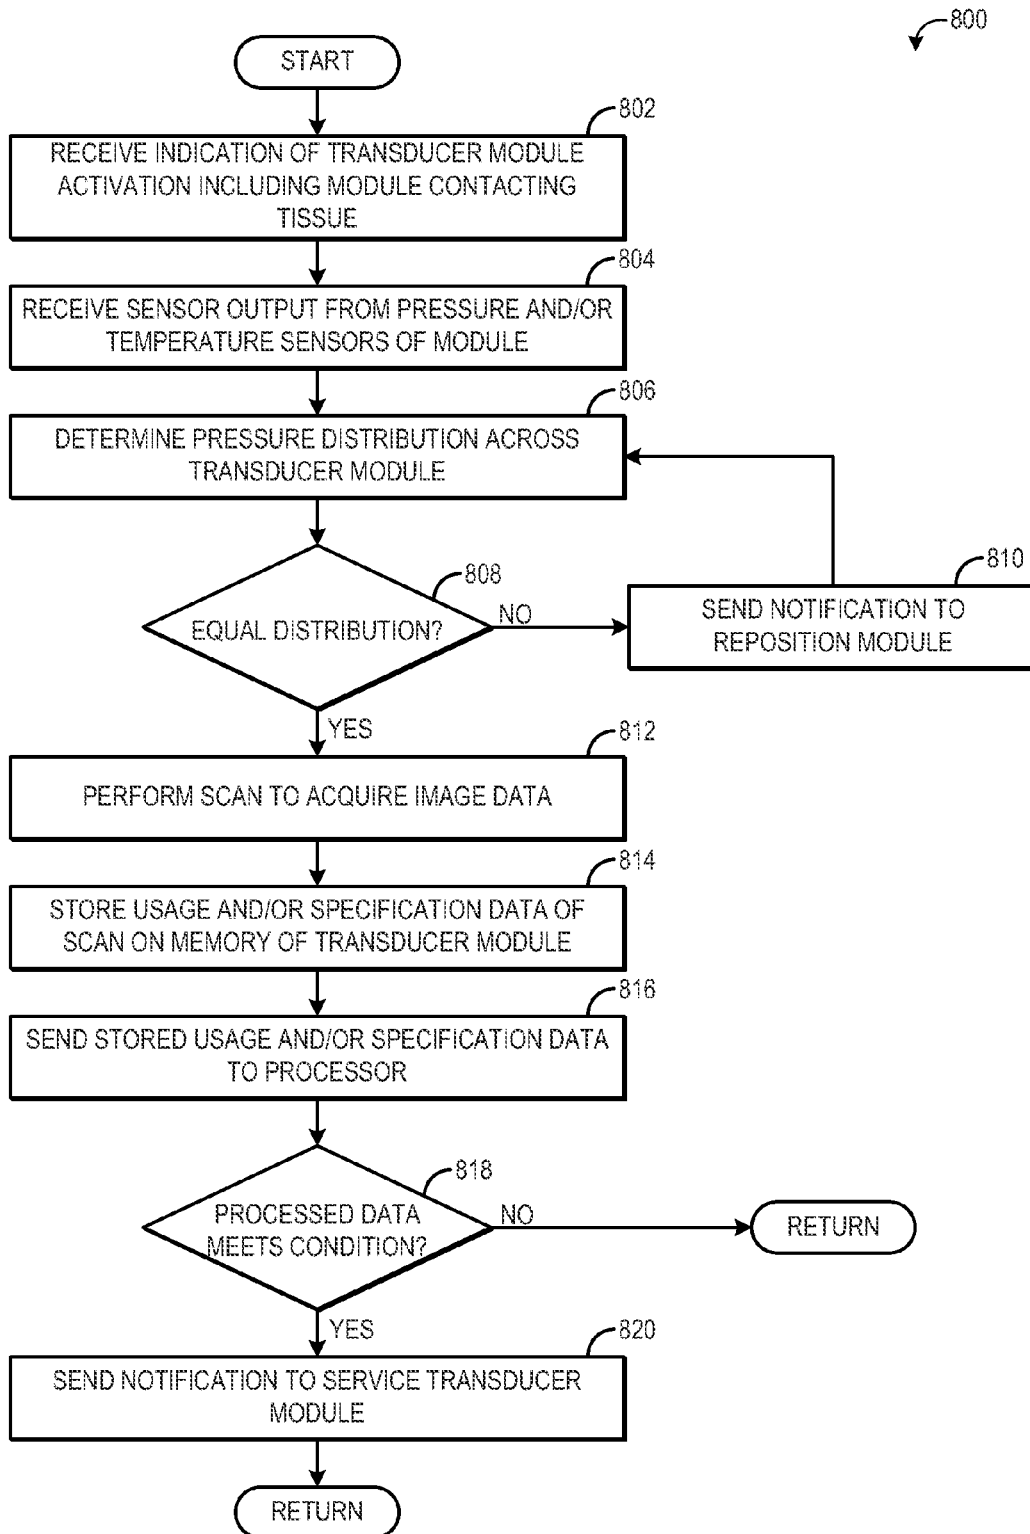 800
START
802
RECEIVE INDICATION OF TRANSDUCER MODULE
ACTIVATION INCLUDING MODULE CONTACTING
TISSUE
804
RECEIVE SENSOR OUTPUT FROM PRESSURE AND/OR
TEMPERATURE SENSORS OF MODULE
806
DETERMINE PRESSURE DISTRIBUTION ACROSS
TRANSDUCER MODULE
808
EQUAL DISTRIBUTION?
NO
810
SEND NOTIFICATION TO
REPOSITION MODULE
YES
812
PERFORM SCAN TO ACQUIRE IMAGE DATA
814
STORE USAGE AND/OR SPECIFICATION DATA OF
SCAN ON MEMORY OF TRANSDUCER MODULE
816
SEND STORED USAGE AND/OR SPECIFICATION DATA
TO PROCESSOR
818
PROCESSED DATA
MEETS CONDITION?
NO
RETURN
YES
820
SEND NOTIFICATION TO SERVICE TRANSDUCER
MODULE
RETURN